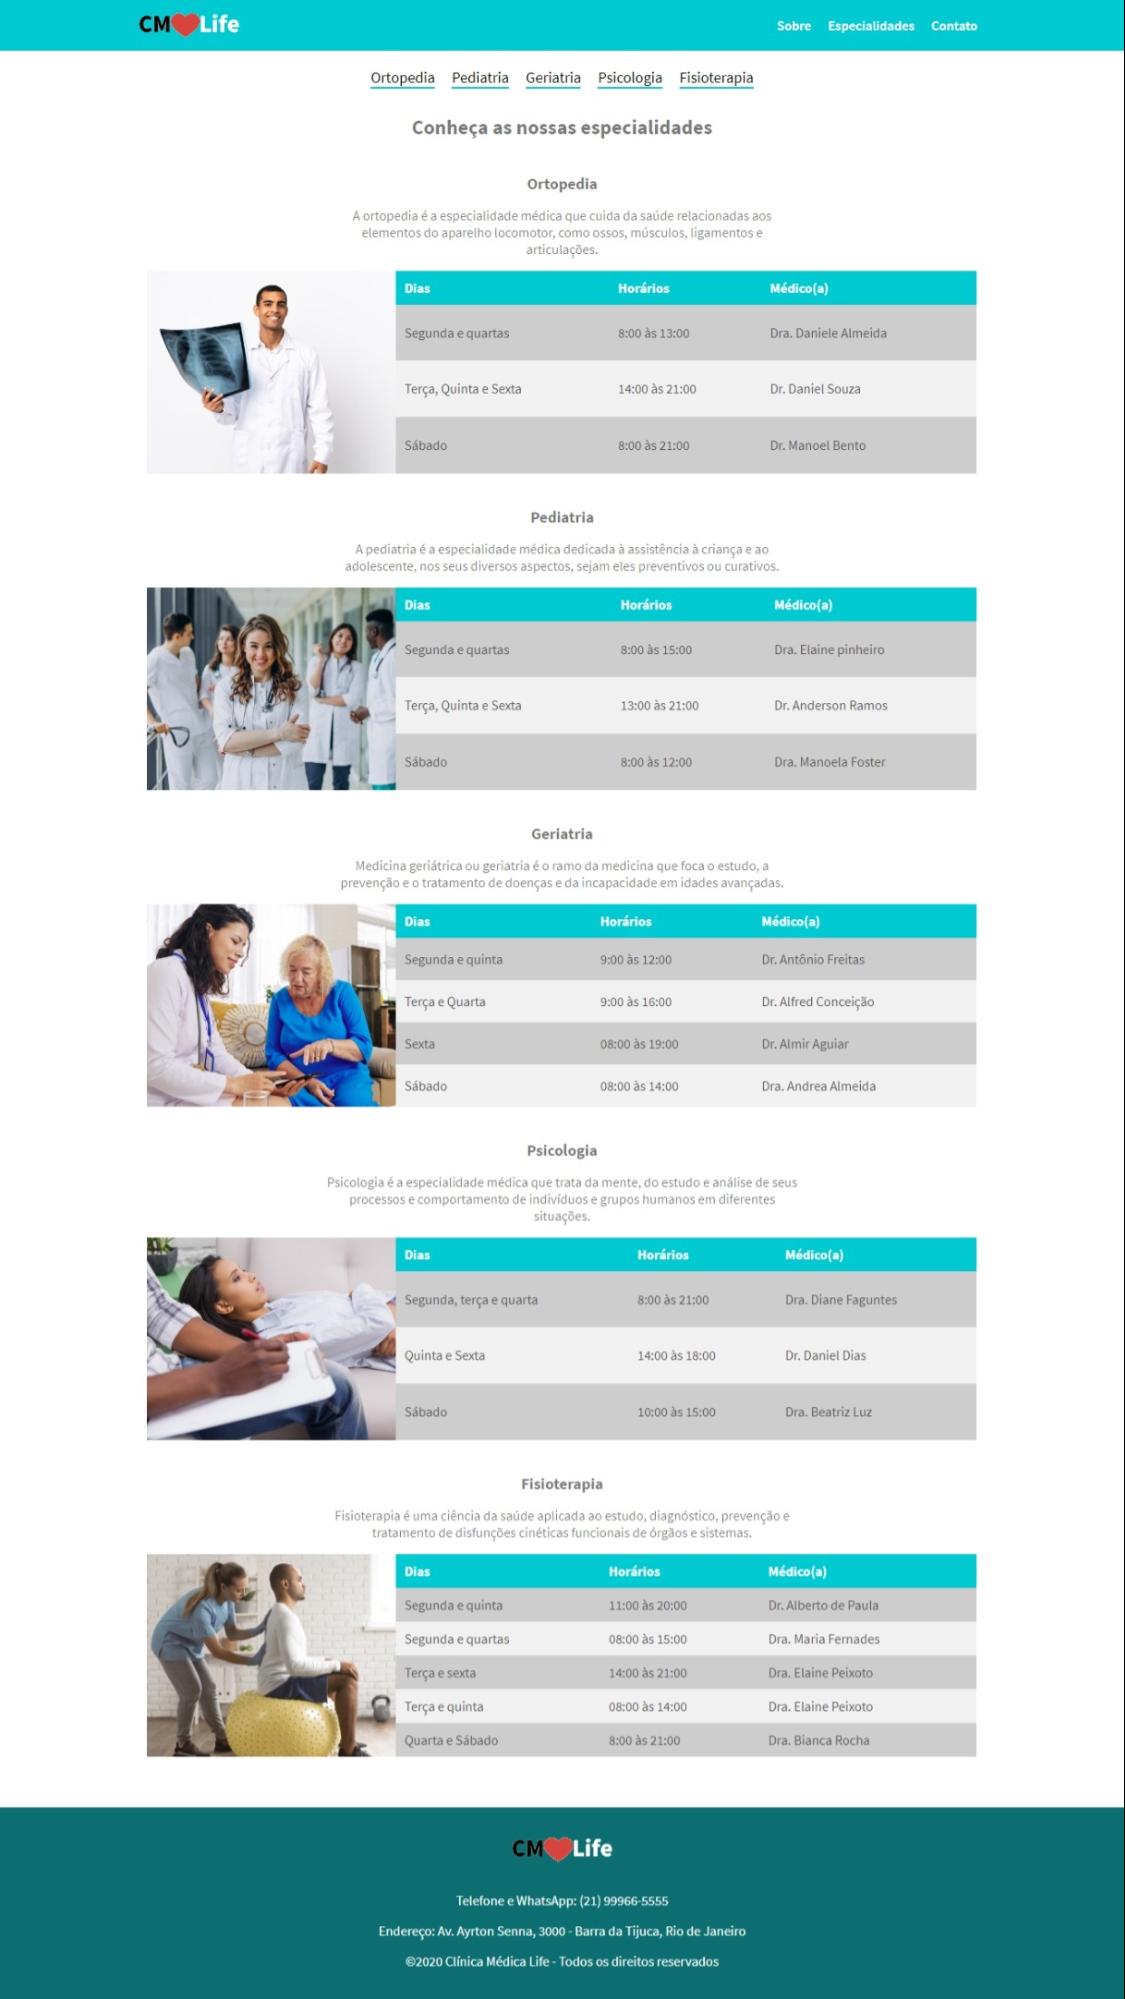 CM Life
Sobre Especialidades Contato
Ortopedia Pediatria Geriatria Psicologia Fisioterapia
Conheça as nossas especialidades
Ortopedia
A ortopedia é a especialidade médica que cuida da saúde relacionadas aos
elementos do aparelho locomotor, como ossos, músculos, ligamentos e
articulações.
Dias Horários Médico(a)
Segunda e quartas 8:00 às 13:00 Dra. Daniele Almeida
Terça, Quinta e Sexta 14:00 às 21:00 Dr. Daniel Souza
Sábado 8:00 às 21:00 Dr. Manoel Bento
Pediatria
A pediatria é a especialidade médica dedicada à assistência à criança e ao
adolescente, nos seus diversos aspectos, sejam eles preventivos ou curativos.
Dias Horários Médico(a)
Segunda e quartas 8:00 às 15:00 Dra. Elaine pinheiro
Terça, Quinta e Sexta 13:00 às 21:00 Dr. Anderson Ramos
Sábado 8:00 às 12:00 Dra. Manoela Foster
Geriatria
Medicina geriátrica ou geriatria é o ramo da medicina que foca o estudo, a
prevenção e o tratamento de doenças e da incapacidade em idades avançadas.
Dias Horários Médico(a)
Segunda e quinta 9:00 às 12:00 Dr. Antônio Freitas
Terça e Quarta 9:00 às 16:00 Dr. Alfred Conceição
Sexta 08:00 às 19:00 Dr. Almir Aguiar
Sábado 08:00 às 14:00 Dra. Andrea Almeida
Psicologia
Psicologia é a especialidade médica que trata da mente, do estudo e análise de seus
processos e comportamento de indivíduos e grupos humanos em diferentes
situações.
Dias Horários Médico(a)
Segunda, terça e quarta 8:00 às 21:00 Dra. Diane Faguntes
Quinta e Sexta 14:00 às 18:00 Dr. Daniel Dias
Sábado 10:00 às 15:00 Dra. Beatriz Luz
Fisioterapia
Fisioterapia é uma ciência da saúde aplicada ao estudo, diagnóstico, prevenção e
tratamento de disfunções cinéticas funcionais de órgãos e sistemas.
Dias Horários Médico(a)
Segunda e quinta 11:00 às 20:00 Dr. Alberto de Paula
Segunda e quartas 08:00 às 15:00 Dra. Maria Fernades
Terça e sexta 14:00 às 21:00 Dra. Elaine Peixoto
Terça e quinta 08:00 às 14:00 Dra. Elaine Peixoto
Quarta e Sábado 8:00 às 21:00 Dra. Bianca Rocha
CM Life
Telefone e WhatsApp: (21) 99966-5555
Endereço: Av. Ayrton Senna, 3000 - Barra da Tijuca, Rio de Janeiro
©2020 Clínica Médica Life - Todos os direitos reservados